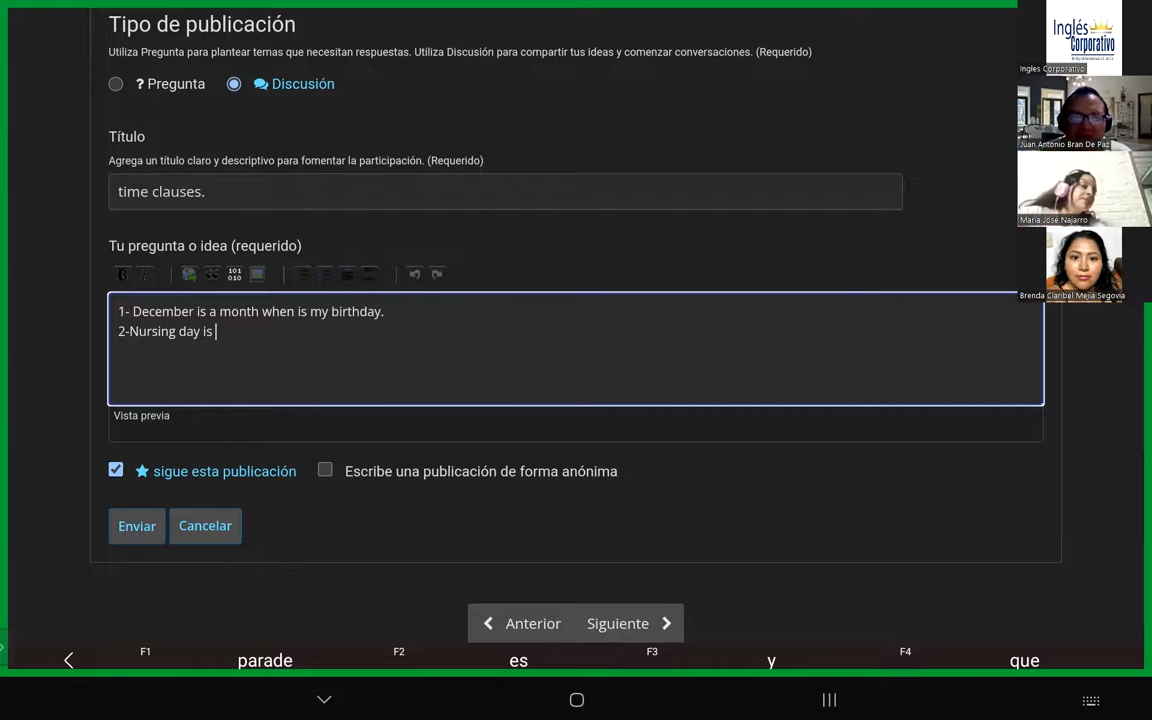 Tipo de publicación
Utiliza Pregunta para plantear temas que necesitan respuestas. Utiliza Discusión para compartir tus ideas y comenzar conversaciones. (Requerido)
? Pregunta
Discusión
Título
Agrega un título claro y descriptivo para fomentar la participación. (Requerido)
time clauses.
Tu pregunta o idea (requerido)
B I
101
010
1- December is a month when is my birthday.
2-Nursing day is
Vista previa
sigue esta publicación
Escribe una publicación de forma anónima
Enviar
Cancelar
Anterior
Siguiente
F1
parade
F2
es
F3
y
F4
que
Inglés
Corporativo
Ingles Corporativo
Juan Antonio Bran De Paz
María José Najarro
Brenda Claribel Mejía Segovia